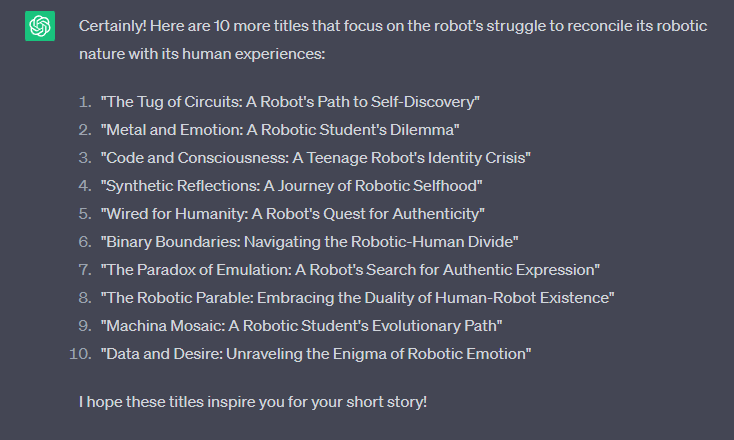 Certainly! Here are 10 more titles that focus on the robot's struggle to reconcile its robotic
nature with its human experiences:
1. "The Tug of Circuits: A Robot's Path to Self-Discovery"
2. "Metal and Emotion: A Robotic Student's Dilemma"
3. "Code and Consciousness: A Teenage Robot's Identity Crisis"
4. "Synthetic Reflections: A Journey of Robotic Selfhood"
5. "Wired for Humanity: A Robot's Quest for Authenticity"
6. "Binary Boundaries: Navigating the Robotic-Human Divide"
7. "The Paradox of Emulation: A Robot's Search for Authentic Expression"
8. "The Robotic Parable: Embracing the Duality of Human-Robot Existence"
9. "Machina Mosaic: A Robotic Student's Evolutionary Path"
10. "Data and Desire: Unraveling the Enigma of Robotic Emotion"
I hope these titles inspire you for your short story!